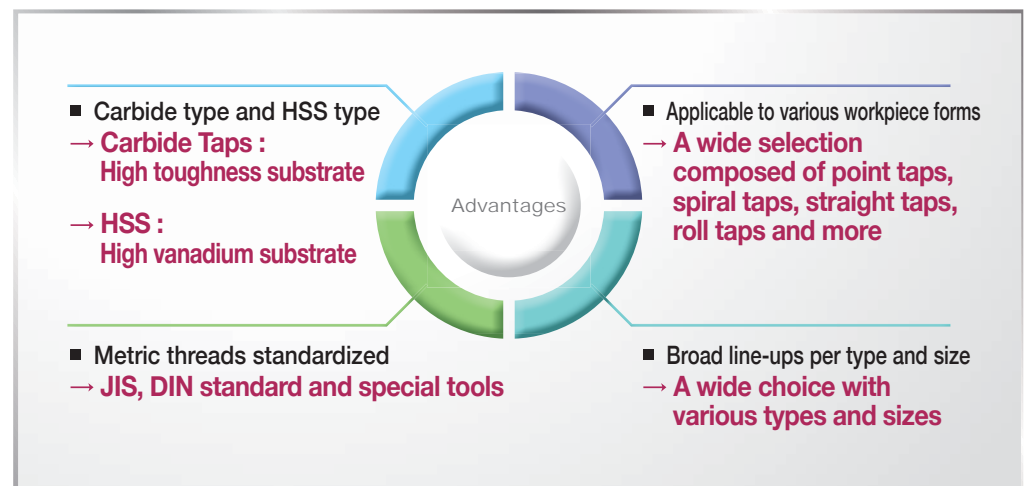 ■ Carbide type and HSS type
→ Carbide Taps :
High toughness substrate
→ HSS :
High vanadium substrate
■ Applicable to various workpiece forms
→ A wide selection
composed of point taps,
spiral taps, straight taps,
roll taps and more
Advantages
■ Metric threads standardized
→ JIS, DIN standard and special tools
■ Broad line-ups per type and size
→ A wide choice with
various types and sizes